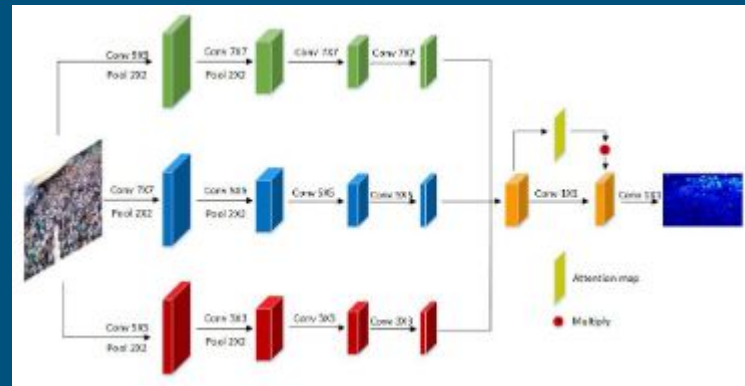 Conv 9X9 Conv 7X7 Conv 7X7 Conv 7X7
Pool 2X2 Pool 2X2
Conv 7X7 Conv 5X5 Conv 5X5 Conv 5X5 Conv 1X1 Conv 1X1
Pool 2X2 Pool 2X2
Attention map
Conv 5X5 Conv 3X3 Conv 3X3 Conv 3X3 Multiply
Pool 2X2 Pool 2X2